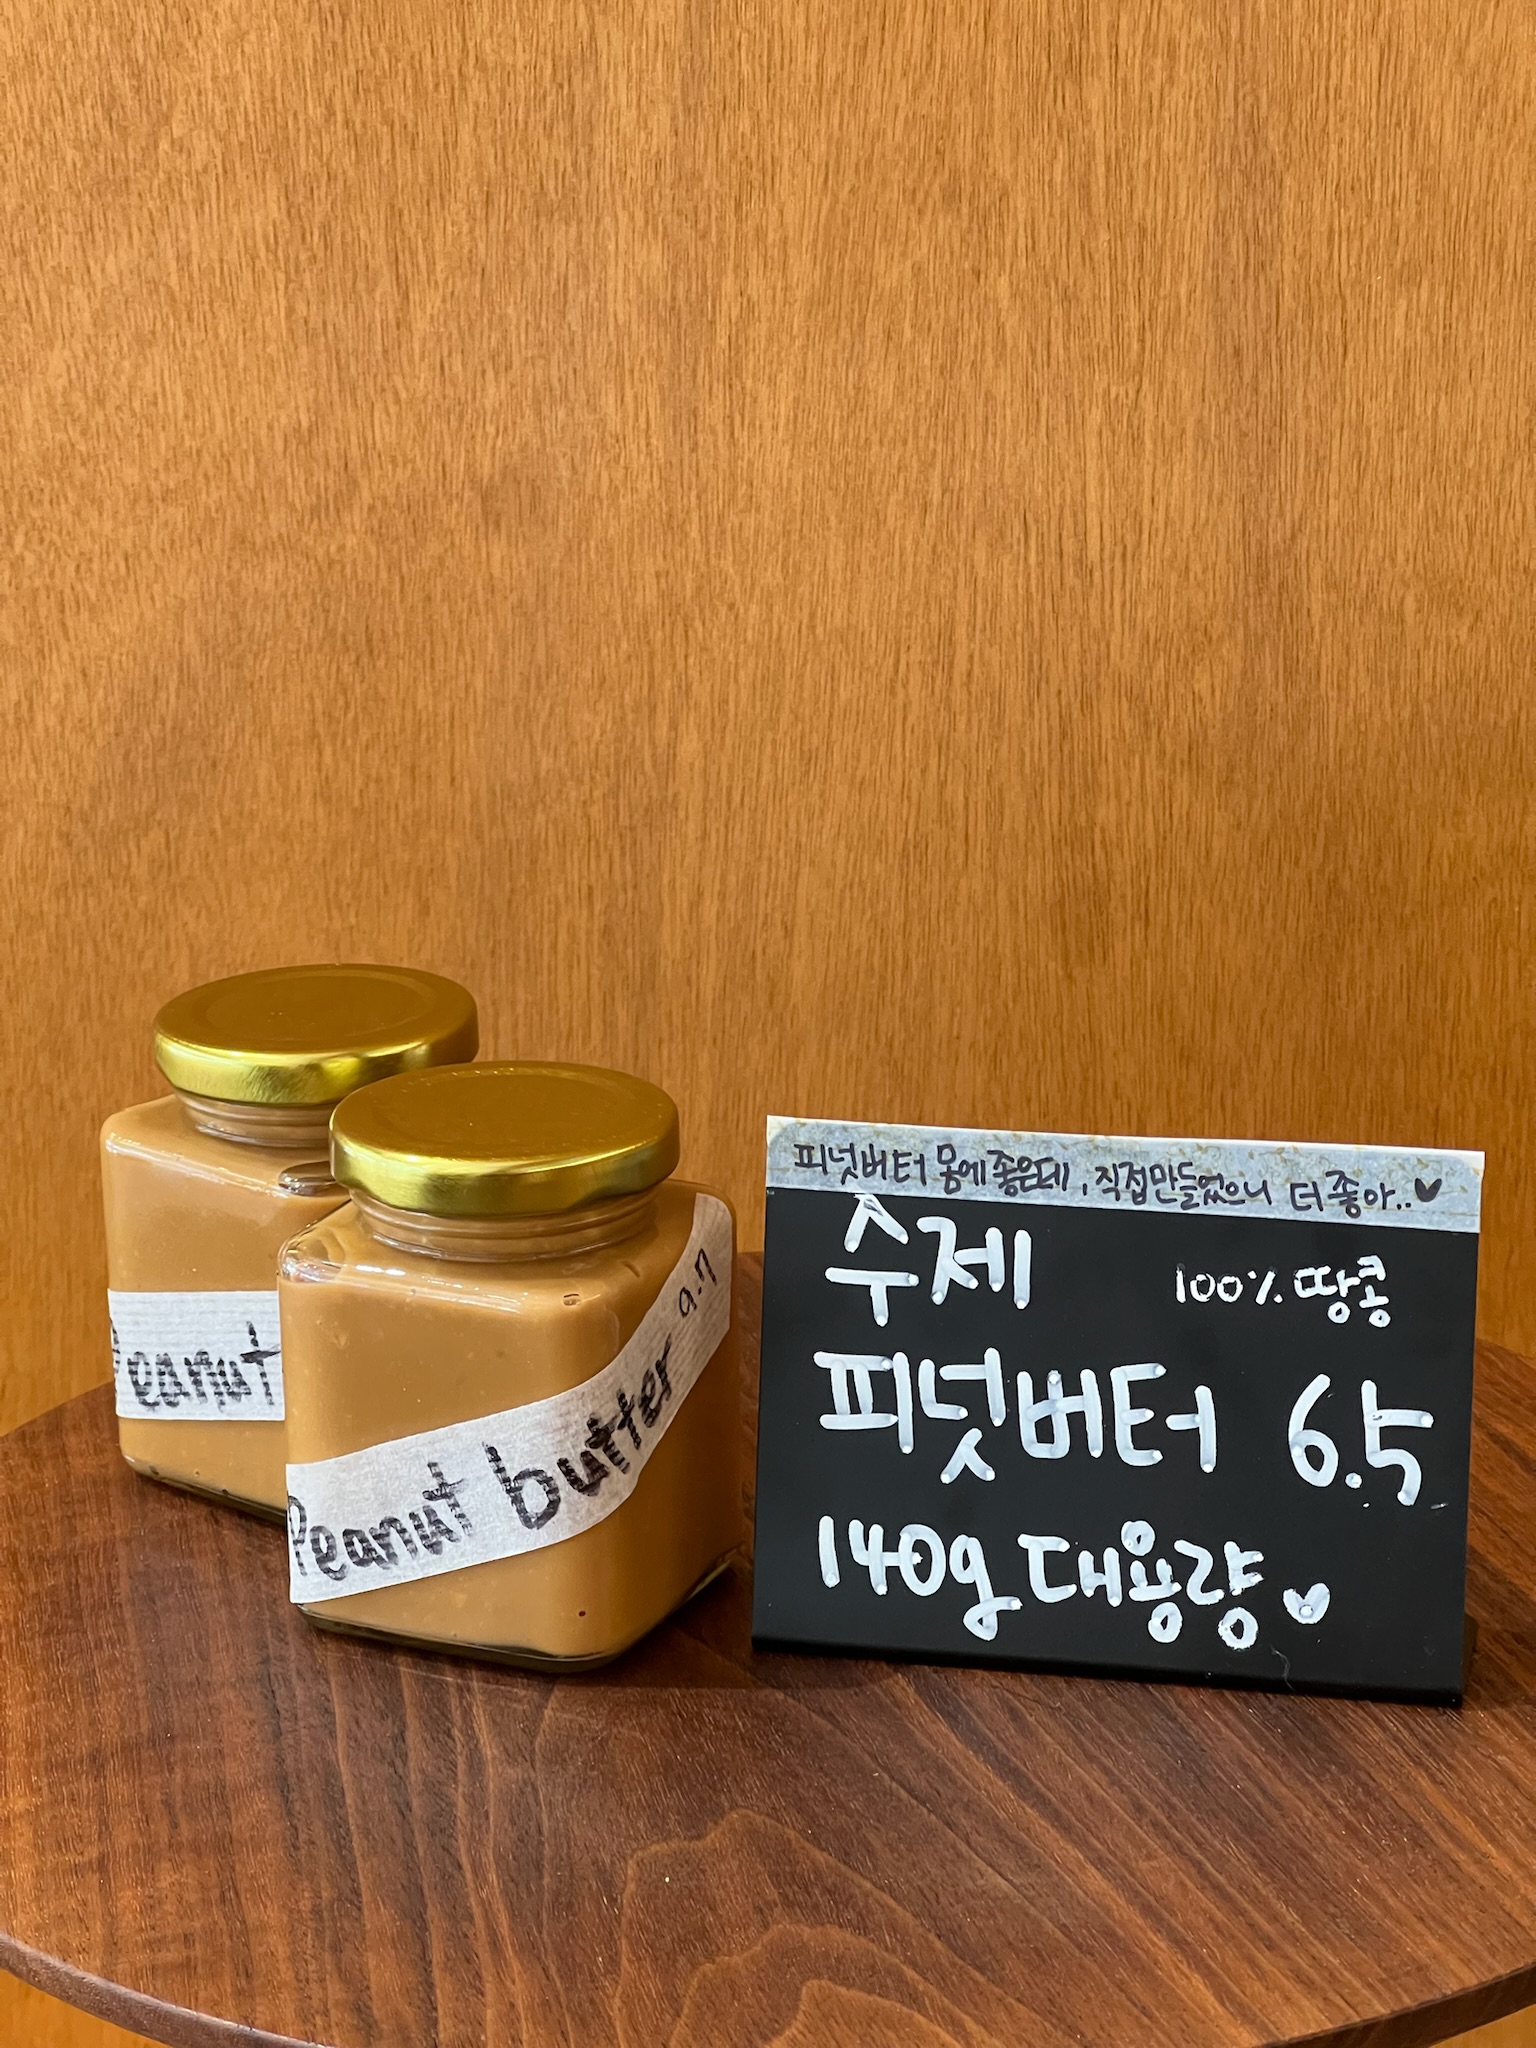 피넛버터 몸에 좋은데, 직접 만들었으니 더 좋아.. ♥
수제
100% 땅콩
피넛버터 6.5
140g 대용량 ♥
Peanut
Peanut butter 9.7